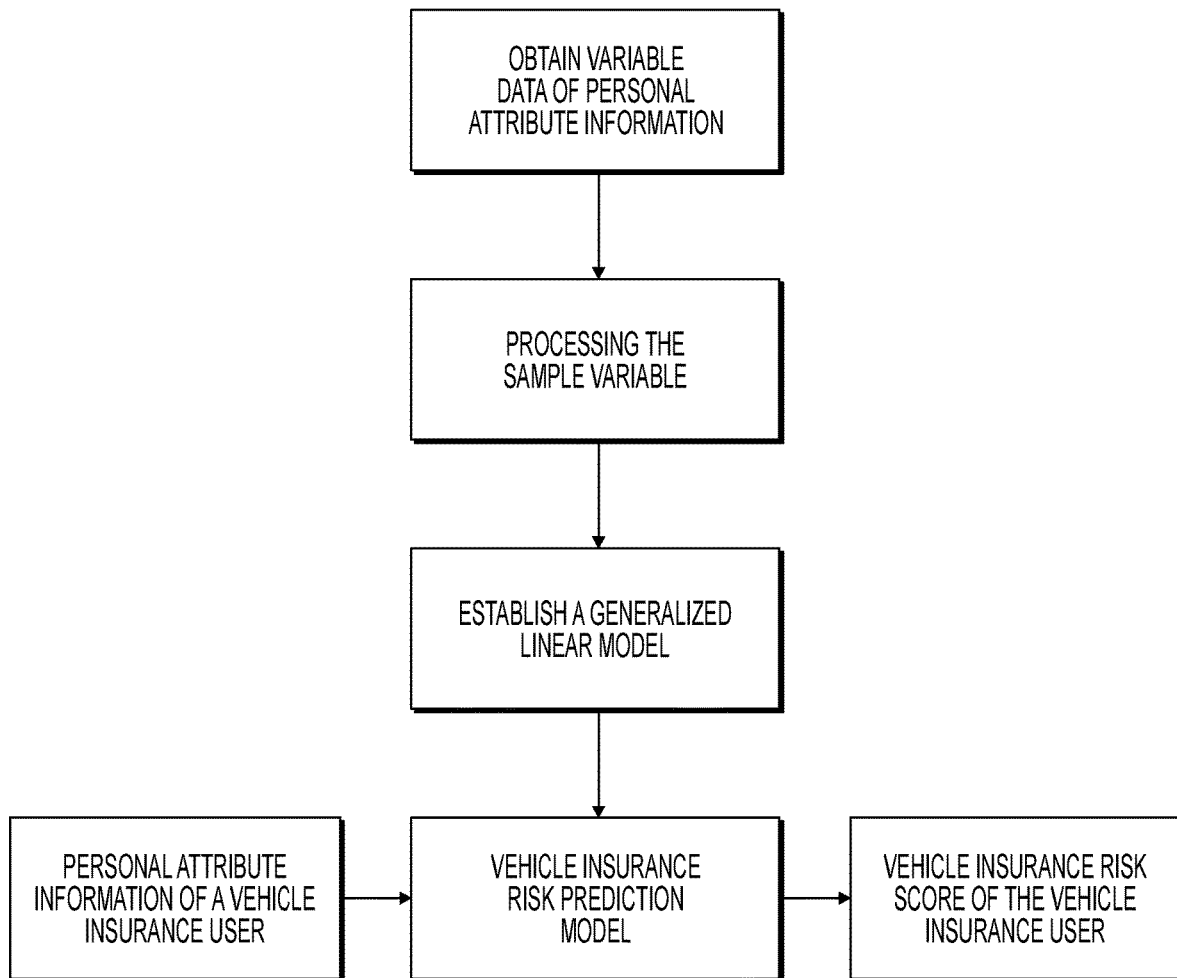 OBTAIN VARIABLE
DATA OF PERSONAL
ATTRIBUTE INFORMATION
PROCESSING THE
SAMPLE VARIABLE
ESTABLISH A GENERALIZED
LINEAR MODEL
PERSONAL ATTRIBUTE
INFORMATION OF A VEHICLE
INSURANCE USER
VEHICLE INSURANCE
RISK PREDICTION
MODEL
VEHICLE INSURANCE RISK
SCORE OF THE VEHICLE
INSURANCE USER